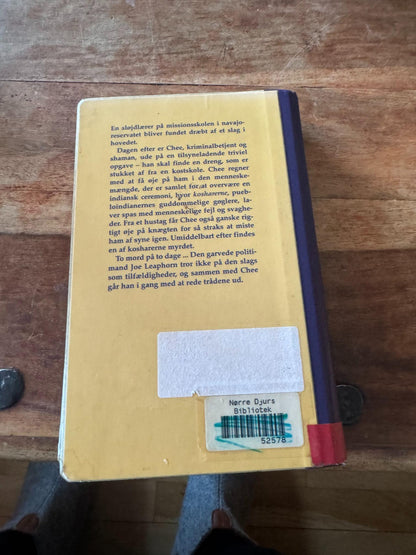 En sløjdlærer på missionsskolen i navajo-
reservatet bliver fundet dræbt af et slag i
hovedet.
Dagen efter er Chee, kriminalbetjent og
shaman, ude på en tilsyneladende triviel
opgave – han skal finde en dreng, som er
stukket af fra en kostskole. Chee regner
med at få øje på ham i den menneske-
mængde, der er samlet for at overvære en
indiansk ceremoni, hvor kosharerne, pueb-
loindianernes guddommelige gøglere, la-
ver spas med menneskelige fejl og svaghe-
der. Fra et hustag får Chee også ganske rig-
tigt øje på knægten for så straks at miste
ham af syne igen. Umiddelbart efter findes
en af kosharerne myrdet.
To mord på to dage ... Den garvede politi-
mand Joe Leaphorn tror ikke på den slags
som tilfældigheder, og sammen med Chee
går han i gang med at rede trådene ud.
Nørre Djurs
Bibliotek
52578